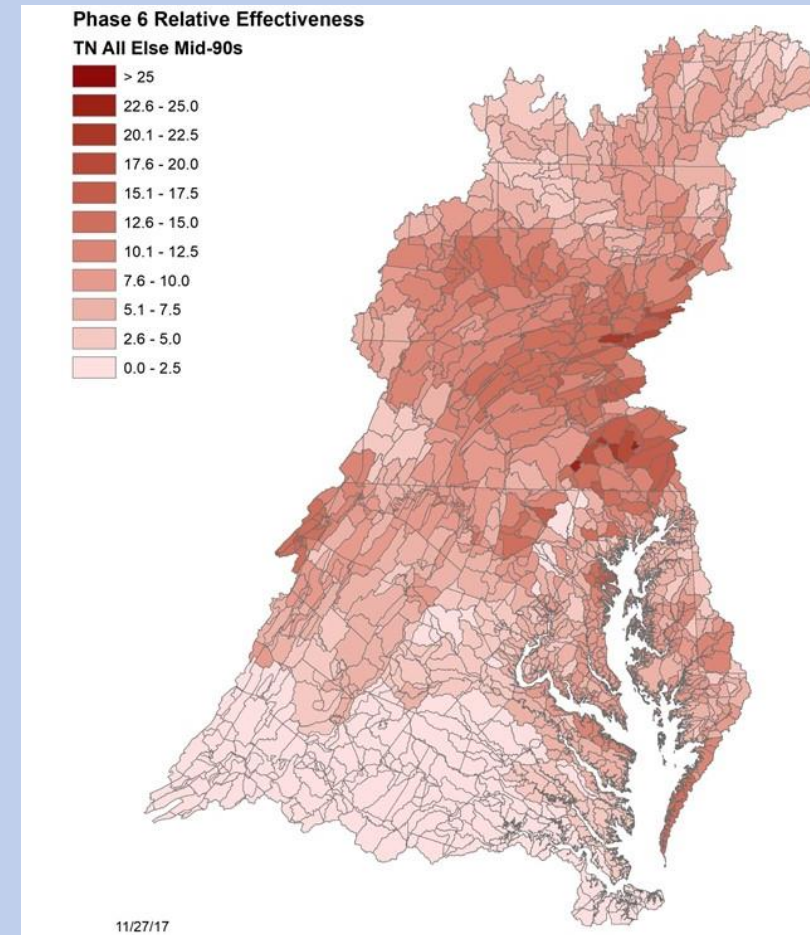 Phase 6 Relative Effectiveness
TN All Else Mid-90s
> 25
22.6 - 25.0
20.1 - 22.5
17.6 - 20.0
15.1 - 17.5
12.6 - 15.0
10.1 - 12.5
7.6 - 10.0
5.1 - 7.5
2.6 - 5.0
0.0 - 2.5
11/27/17